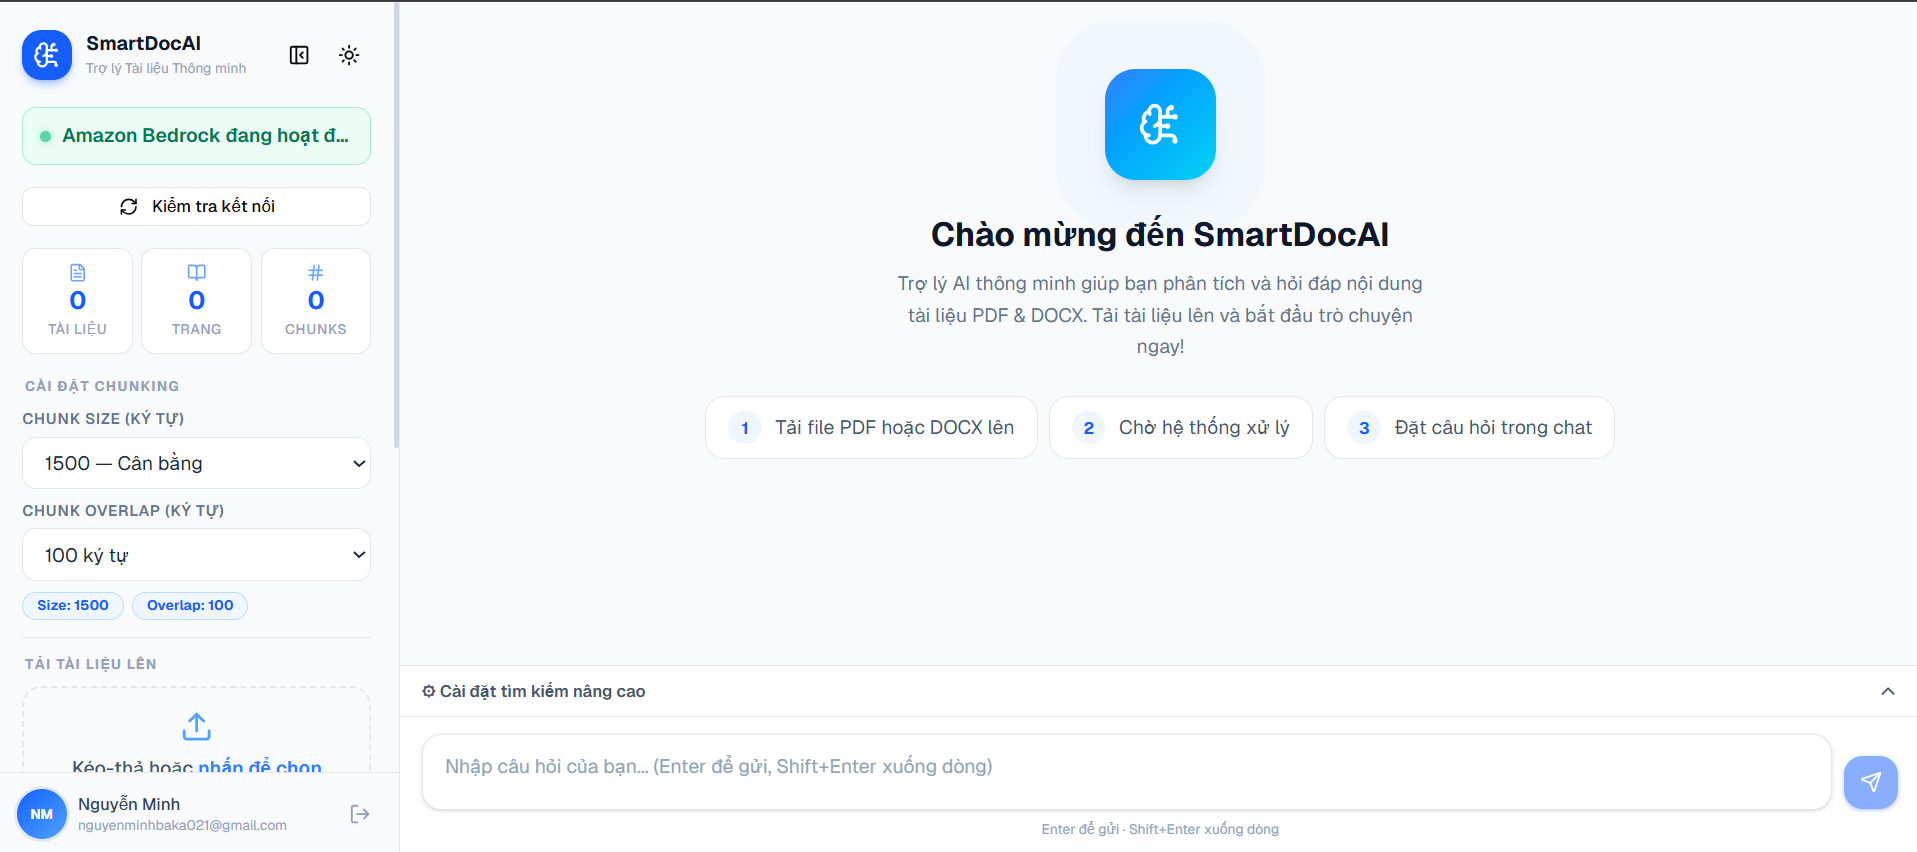 SmartDocAI
Trợ lý Tài liệu Thông minh
Amazon Bedrock đang hoạt đ...
Kiểm tra kết nối
0
TÀI LIỆU
0
TRANG
0
CHUNKS
CÀI ĐẶT CHUNKING
CHUNK SIZE (KÝ TỰ)
1500 — Cân bằng
CHUNK OVERLAP (KÝ TỰ)
100 ký tự
Size: 1500
Overlap: 100
TẢI TÀI LIỆU LÊN
Kéo-thả hoặc nhấn để chọn
NM
Nguyễn Minh
nguyenminhbaka021@gmail.com
Chào mừng đến SmartDocAI
Trợ lý AI thông minh giúp bạn phân tích và hỏi đáp nội dung
tài liệu PDF & DOCX. Tải tài liệu lên và bắt đầu trò chuyện
ngay!
1 Tải file PDF hoặc DOCX lên
2 Chờ hệ thống xử lý
3 Đặt câu hỏi trong chat
⚙ Cài đặt tìm kiếm nâng cao
Nhập câu hỏi của bạn... (Enter để gửi, Shift+Enter xuống dòng)
Enter để gửi · Shift+Enter xuống dòng